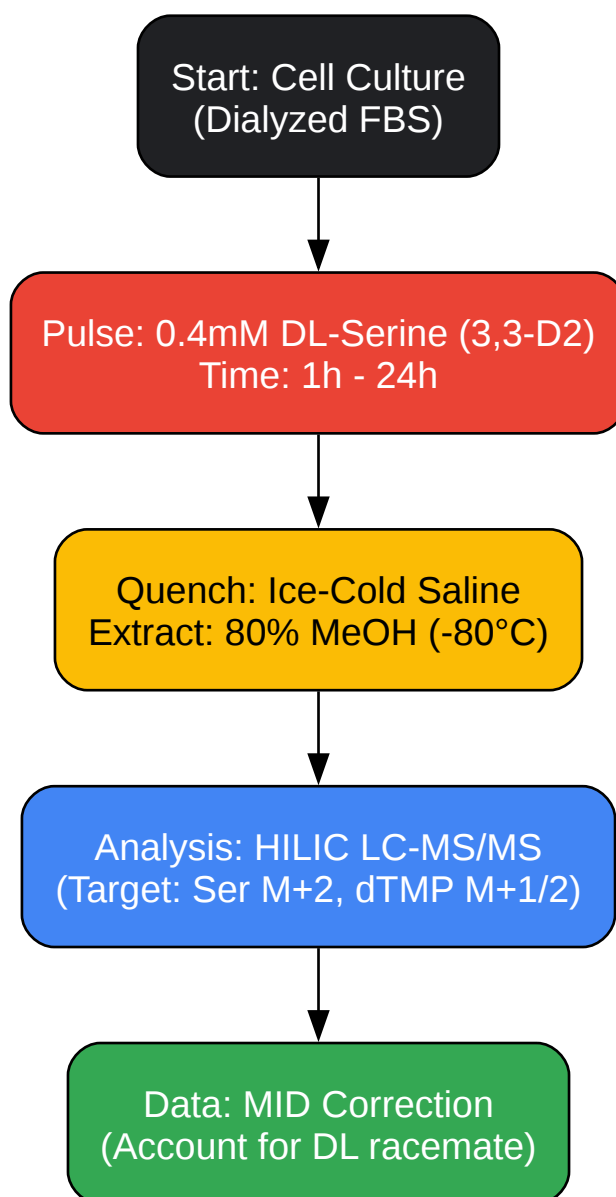 Start: Cell Culture
(Dialyzed FBS)
Pulse: 0.4mM DL-Serine (3,3-D2)
Time: 1h - 24h
Quench: Ice-Cold Saline
Extract: 80% MeOH (-80°C)
Analysis: HILIC LC-MS/MS
(Target: Ser M+2, dTMP M+1/2)
Data: MID Correction
(Account for DL racemate)